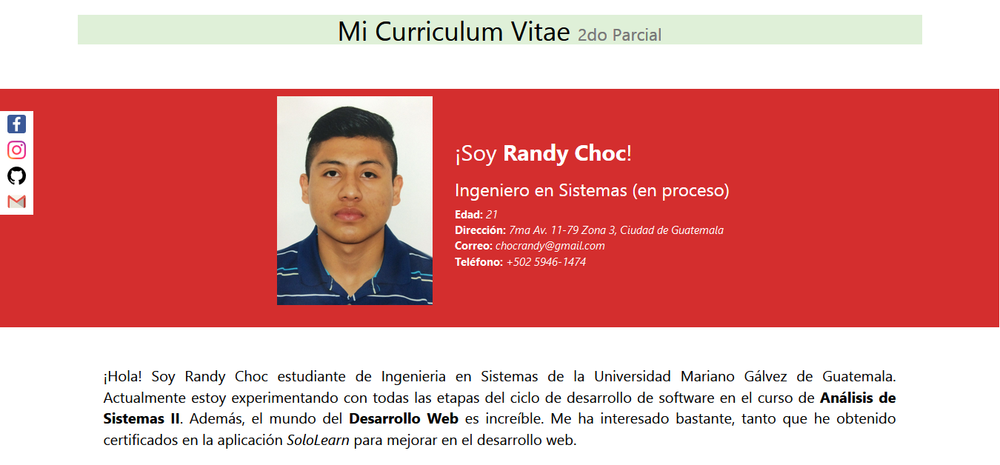 Mi Curriculum Vitae 2do Parcial
¡Soy Randy Choc!
Ingeniero en Sistemas (en proceso)
Edad: 21
Dirección: 7ma Av. 11-79 Zona 3, Ciudad de Guatemala
Correo: chocrandy@gmail.com
Teléfono: +502 5946-1474
¡Hola! Soy Randy Choc estudiante de Ingenieria en Sistemas de la Universidad Mariano Gálvez de Guatemala.
Actualmente estoy experimentando con todas las etapas del ciclo de desarrollo de software en el curso de Análisis de
Sistemas II. Además, el mundo del Desarrollo Web es increíble. Me ha interesado bastante, tanto que he obtenido
certificados en la aplicación SoloLearn para mejorar en el desarrollo web.